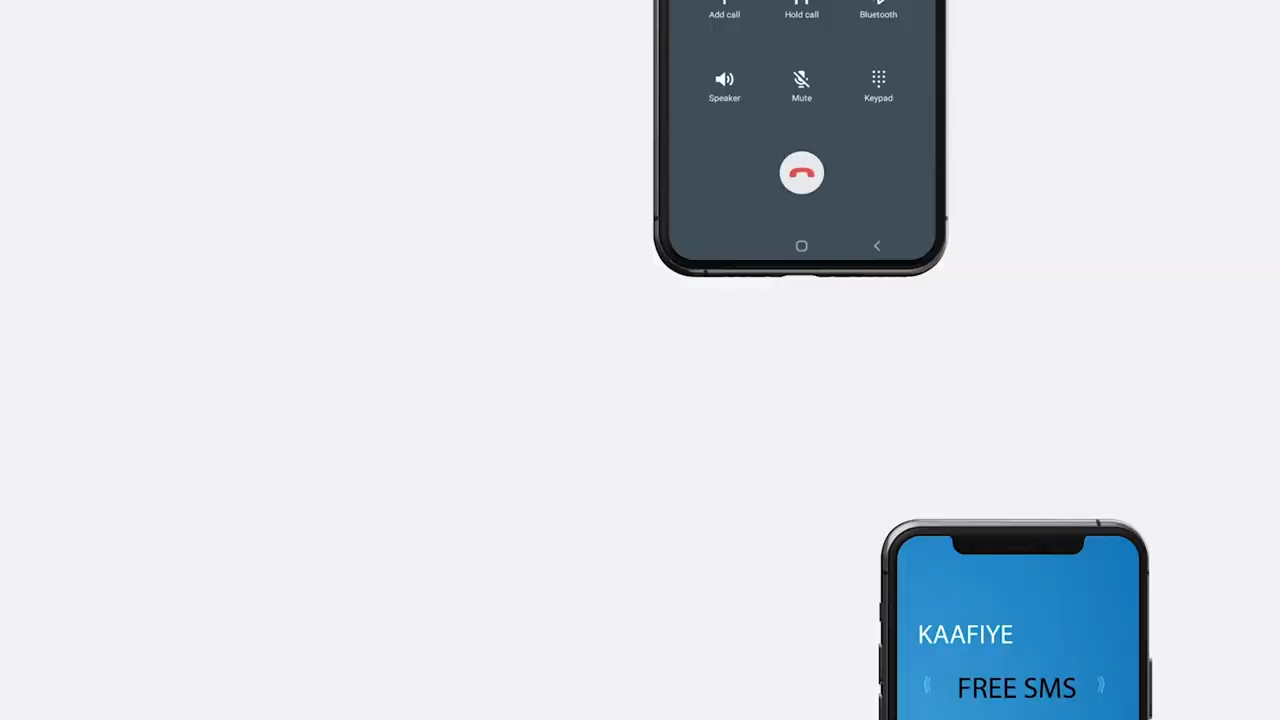 Add call Hold call Bluetooth
Speaker Mute Keypad
KAAFIYE
FREE SMS